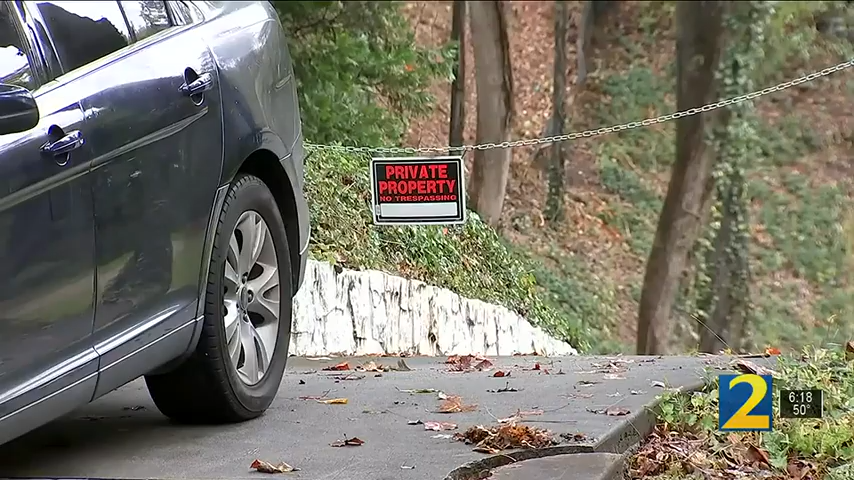 PRIVATE
PROPERTY
NO TRESPASSING
2
6:18
50°